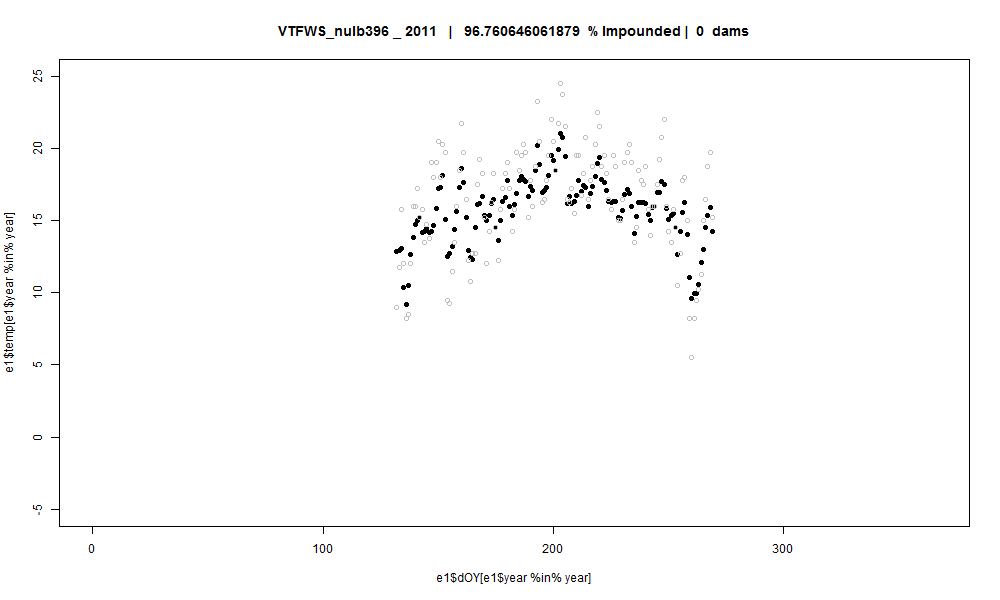 VTFWS_nulb396 _ 2011 | 96.760646061879 % Impounded | 0 dams
e1$temp[e1$year %in% year]
25
20
15
10
5
0
-5
0 100 200 300
e1$dOY[e1$year %in% year]